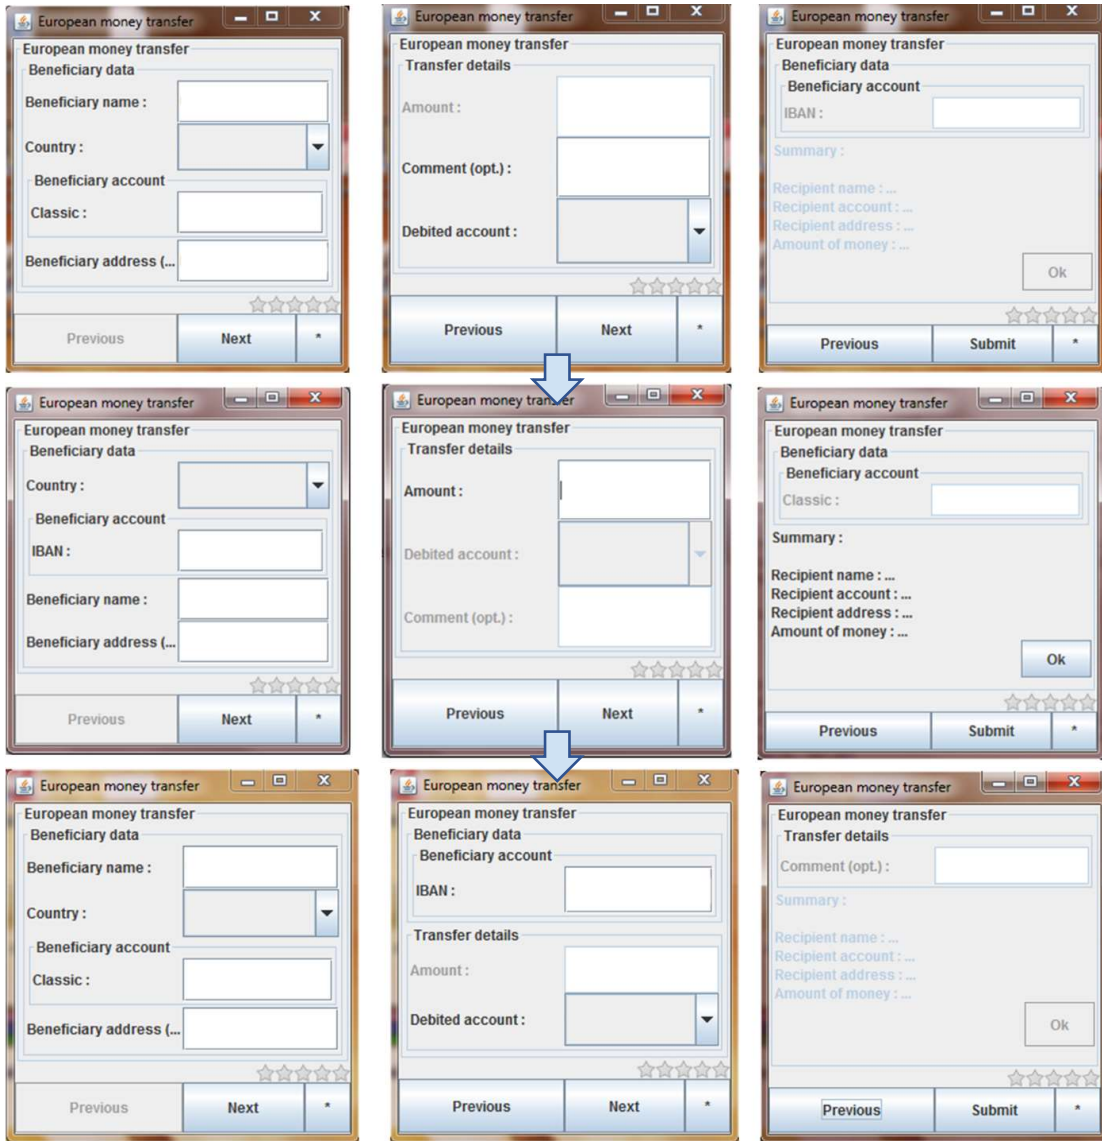 European money transfer
European money transfer
Beneficiary data
Beneficiary name :
Country :
Beneficiary account
Classic :
Beneficiary address (...
Previous
Next
*
European money transfer
European money transfer
Transfer details
Amount :
Comment (opt.) :
Debited account :
Previous
Next
*
European money transfer
European money transfer
Beneficiary data
Beneficiary account
IBAN :
Summary :
Recipient name : ...
Recipient account : ...
Recipient address : ...
Amount of money : ...
Ok
Previous
Submit
*
European money transfer
European money transfer
Beneficiary data
Country :
Beneficiary account
IBAN :
Beneficiary name :
Beneficiary address (...
Previous
Next
*
European money transfer
European money transfer
Transfer details
Amount :
Debited account :
Comment (opt.) :
Previous
Next
*
European money transfer
European money transfer
Beneficiary data
Beneficiary account
Classic :
Summary :
Recipient name : ...
Recipient account : ...
Recipient address : ...
Amount of money : ...
Ok
Previous
Submit
*
European money transfer
European money transfer
Beneficiary data
Beneficiary name :
Country :
Beneficiary account
Classic :
Beneficiary address (...
Previous
Next
*
European money transfer
European money transfer
Beneficiary data
Beneficiary account
IBAN :
Transfer details
Amount :
Debited account :
Previous
Next
*
European money transfer
European money transfer
Transfer details
Comment (opt.) :
Summary :
Recipient name : ...
Recipient account : ...
Recipient address : ...
Amount of money : ...
Ok
Previous
Submit
*